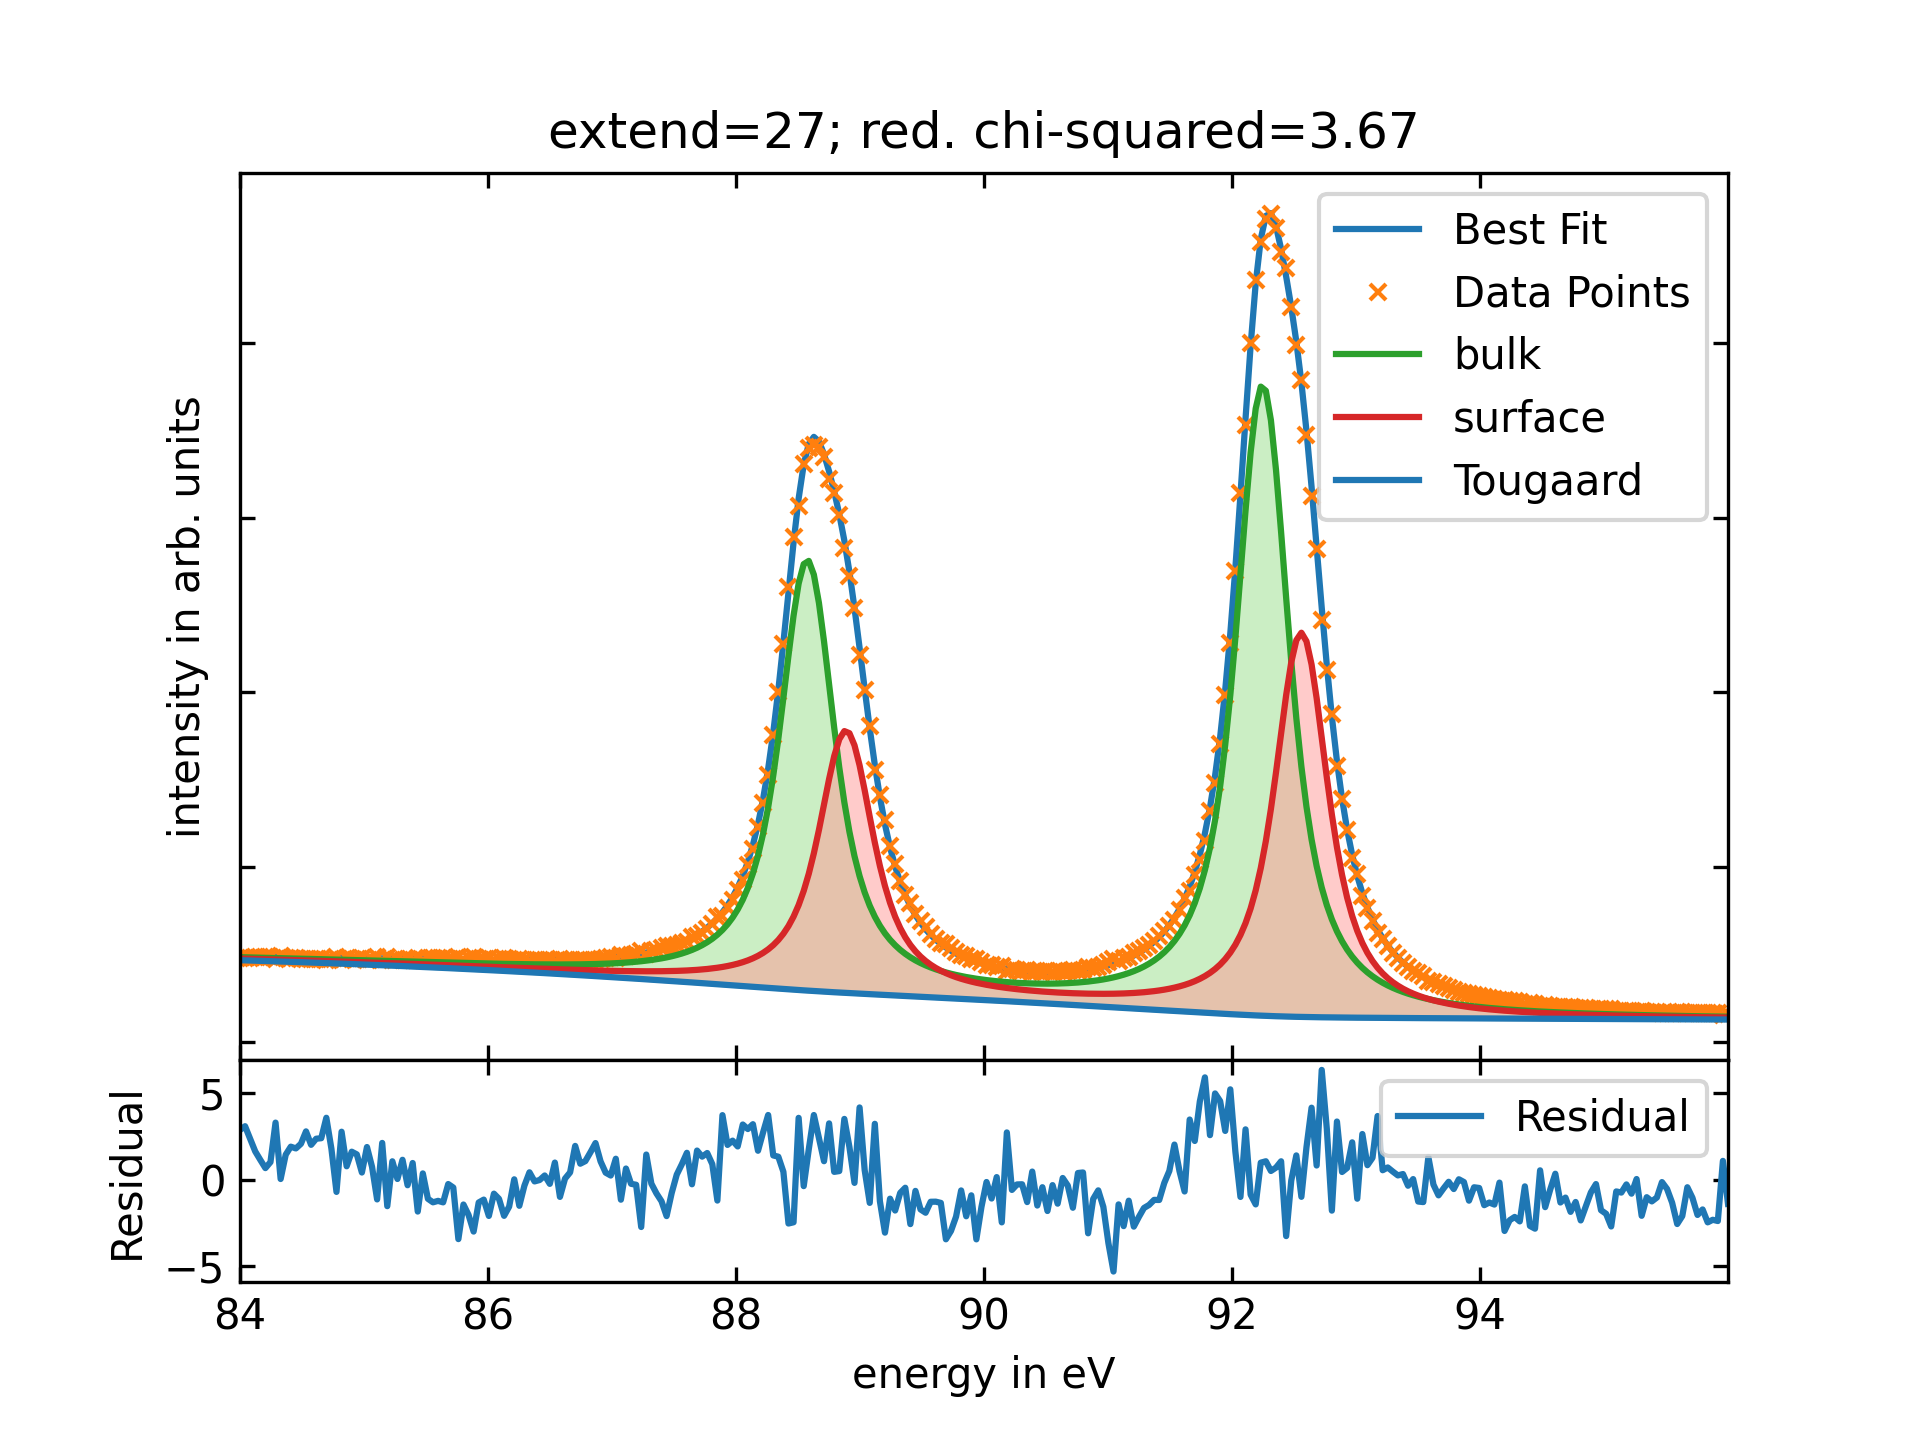 extend=27; red. chi-squared=3.67
intensity in arb. units
Best Fit
Data Points
bulk
surface
Tougaard
Residual
5
0
−5
Residual
84 86 88 90 92 94
energy in eV